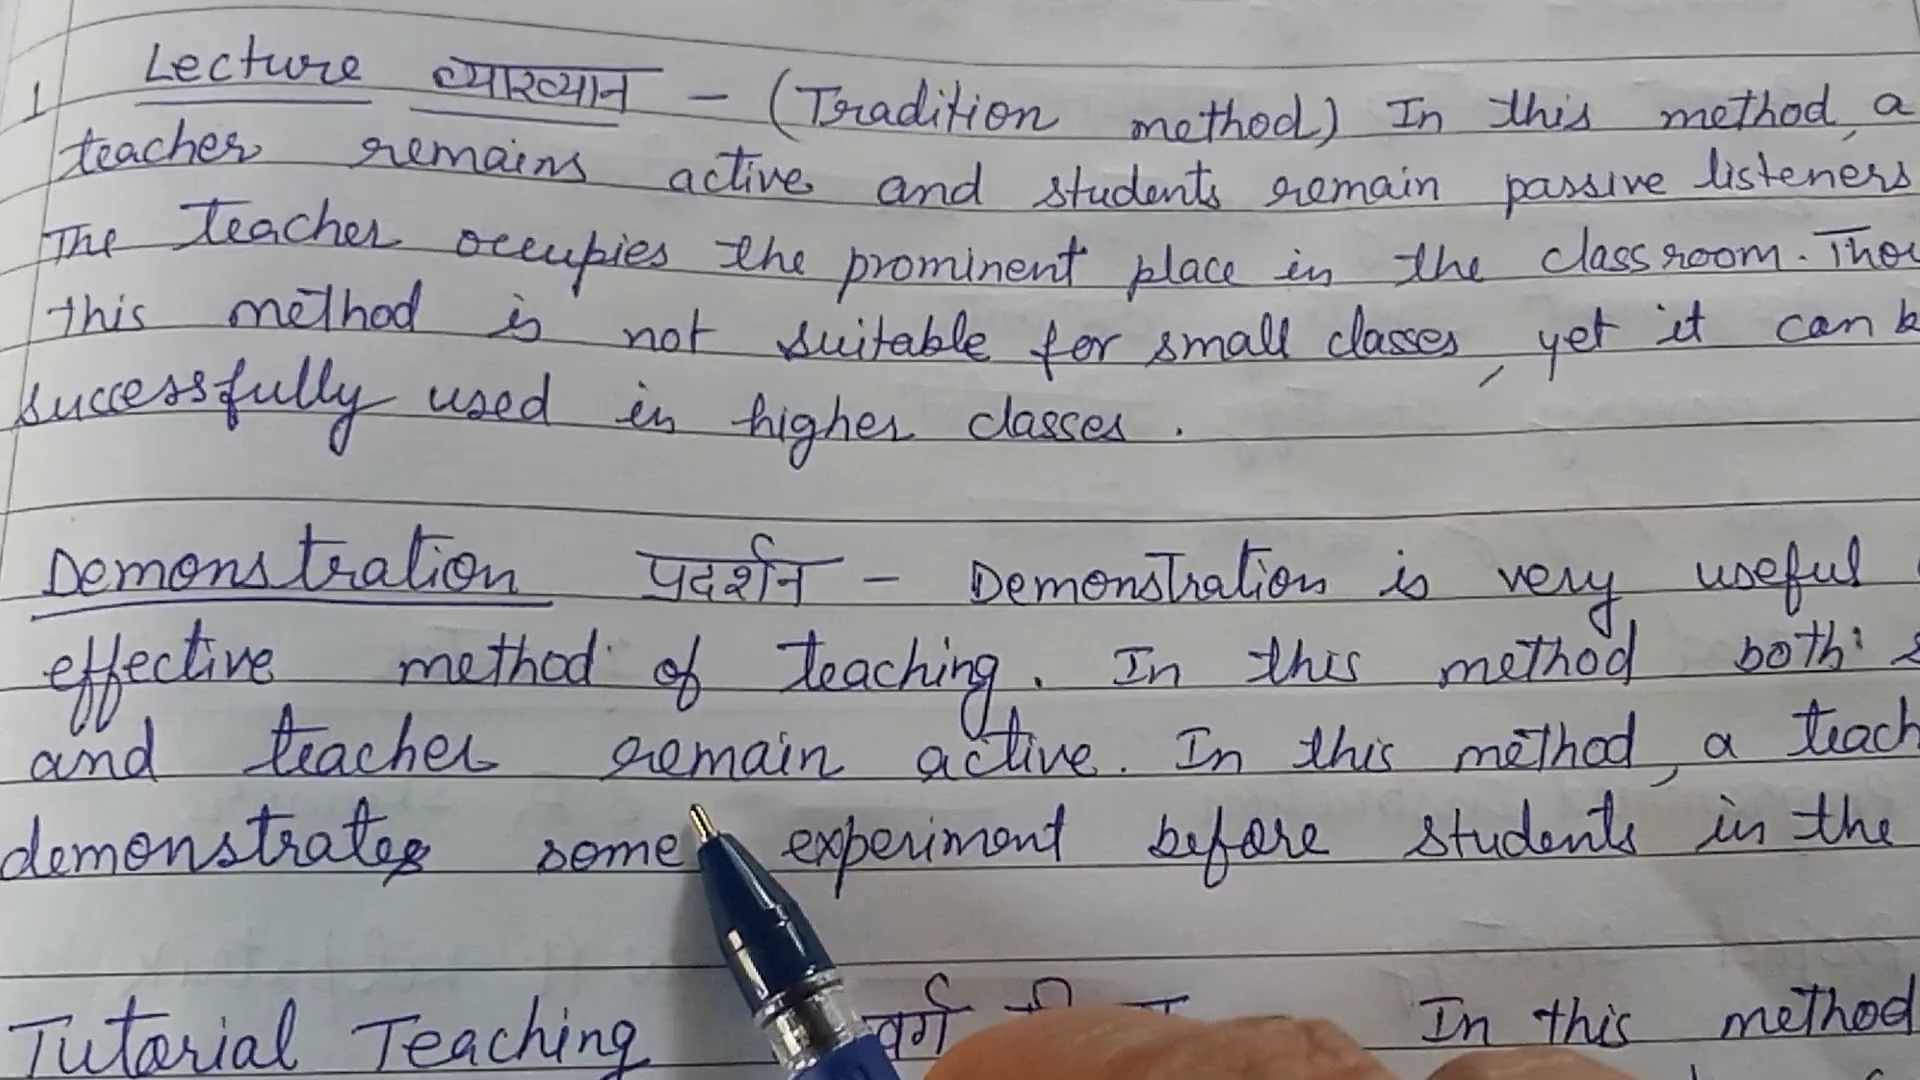 1 Lecture व्याख्यान - (Tradition method) In this method, a
teacher remains active and students remain passive listeners
The teacher occupies the prominent place in the classroom.
this method is not suitable for small classes, yet it can
successfully used in higher classes.
Demonstration प्रदर्शन - Demonstration is very useful
effective method of teaching. In this method both
and teacher remain active. In this method, a
demonstrates some experiment before students in the
Tutorial Teaching वर्ग In this method